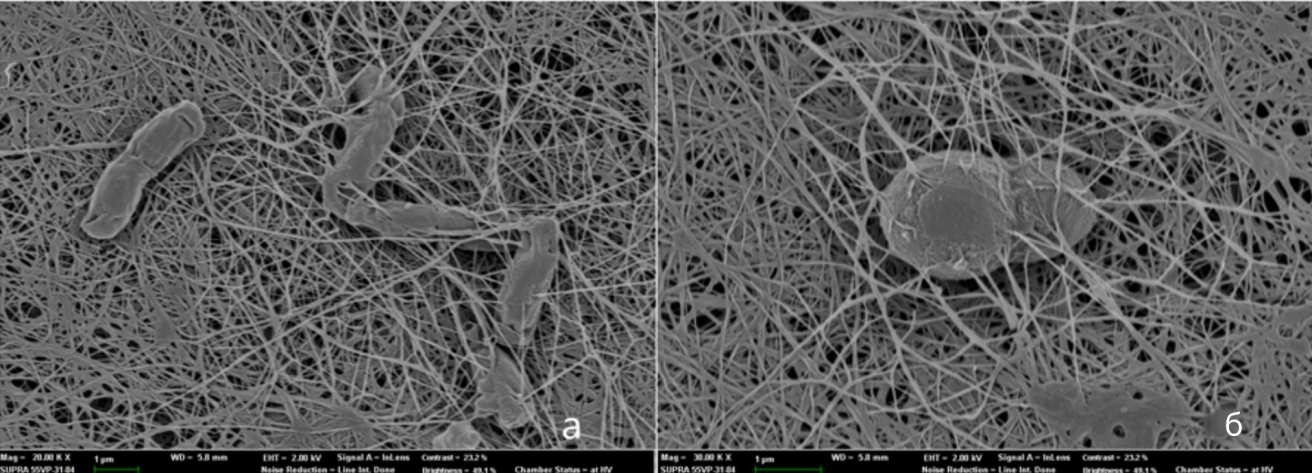 а
б
Mag = 20.00 K X 1 µm WD = 5.8 mm EHT = 2.00 kV Signal A = InLens Contrast = 23.2 %
SUPRA 55VP-31-04 Noise Reduction = Line Int. Done Brightness = 49.1 % Chamber Status = at HV
Mag = 30.00 K X 1 µm WD = 5.8 mm EHT = 2.00 kV Signal A = InLens Contrast = 23.2 %
SUPRA 55VP-31-04 Noise Reduction = Line Int. Done Brightness = 49.1 % Chamber Status = at HV